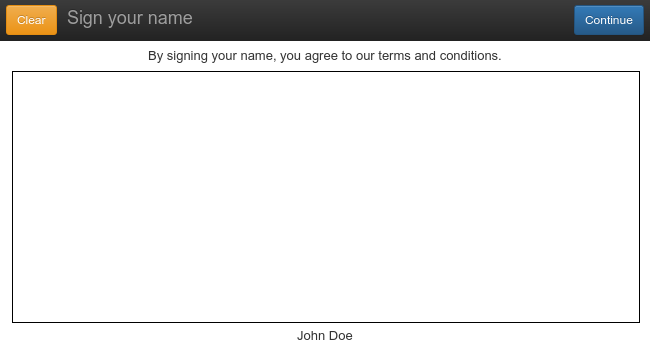 Clear Sign your name Continue
By signing your name, you agree to our terms and conditions.
John Doe